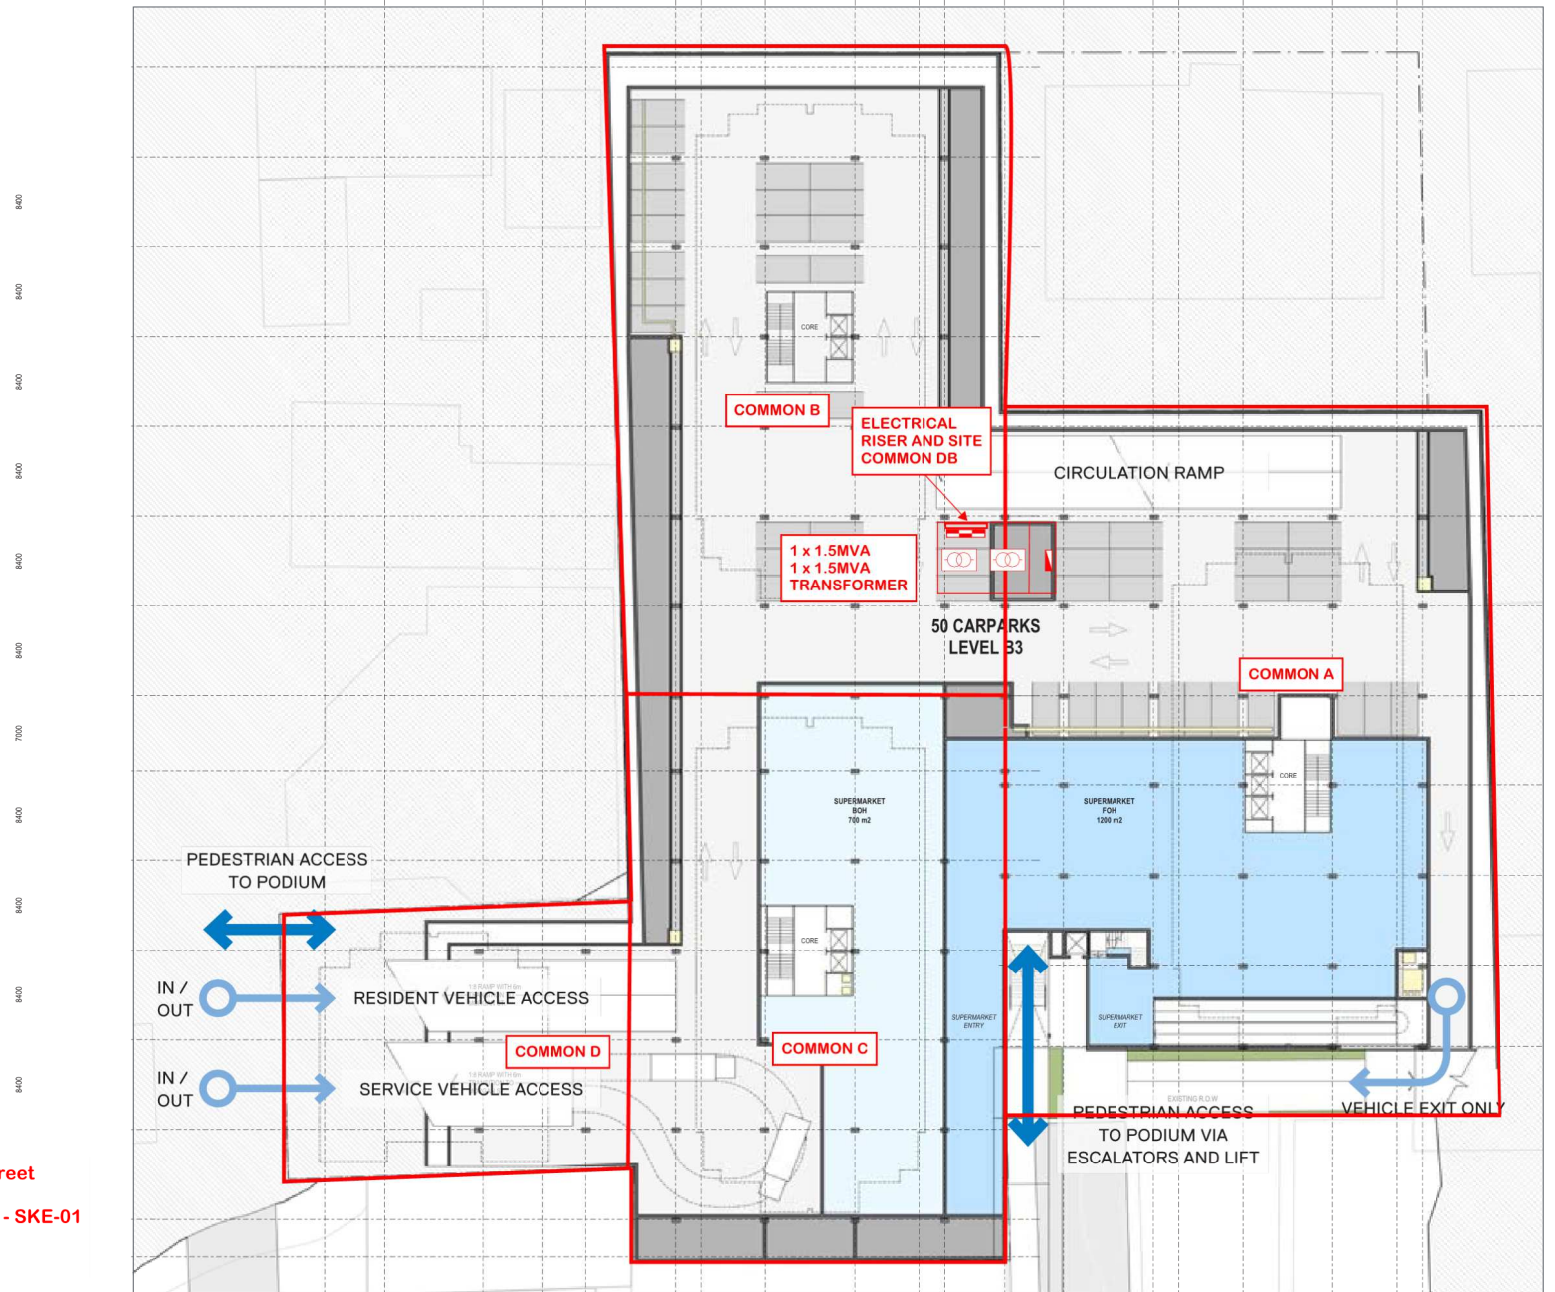 8400
8400
8400
8400
8400
8400
7000
8400
8400
8400
8400
CORE
COMMON B
ELECTRICAL
RISER AND SITE
COMMON DB
CIRCULATION RAMP
1 x 1.5MVA
1 x 1.5MVA
TRANSFORMER
50 CARPARKS
LEVEL B3
COMMON A
CORE
SUPERMARKET
BOH
700 m2
SUPERMARKET
FOH
1200 m2
PEDESTRIAN ACCESS
TO PODIUM
CORE
IN /
OUT
RESIDENT VEHICLE ACCESS
SUPERMARKET
ENTRY
SUPERMARKET
EXIT
COMMON D
COMMON C
IN /
OUT
SERVICE VEHICLE ACCESS
EXISTING R.O.W
VEHICLE EXIT ONLY
PEDESTRIAN ACCESS
TO PODIUM VIA
ESCALATORS AND LIFT
reet
- SKE-01